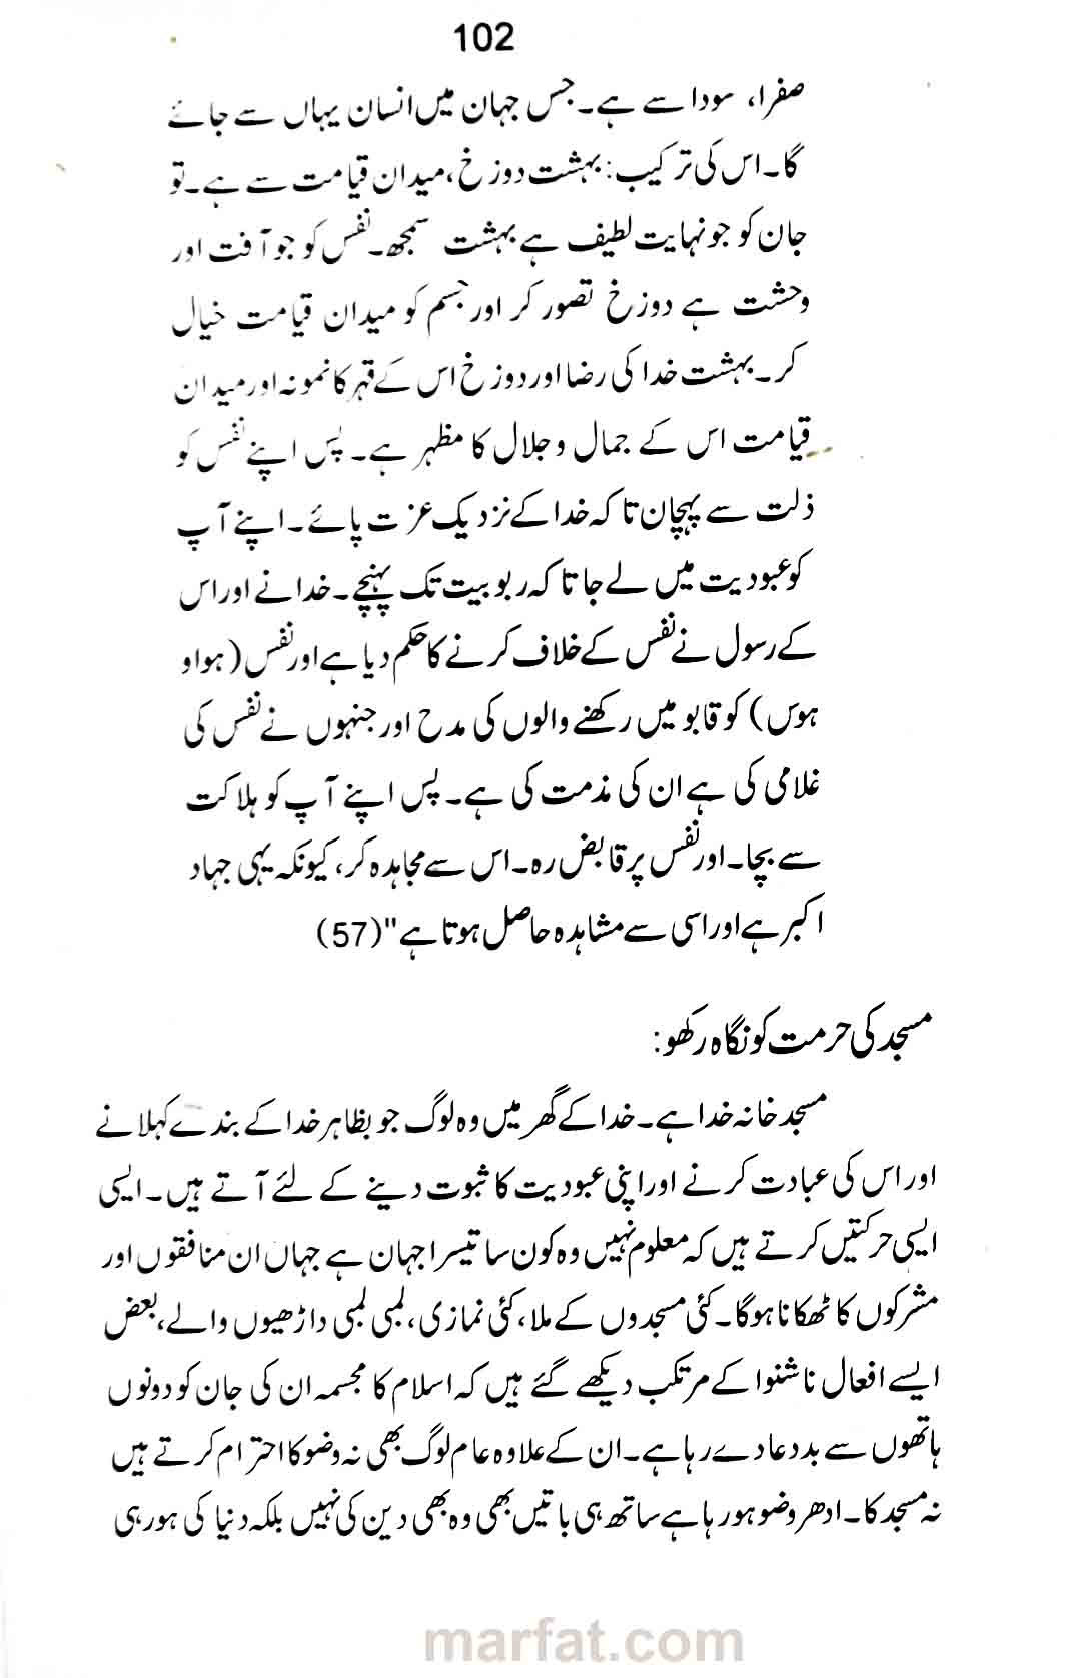 102
صفرا، سودا سے ہے۔ جس جہان میں انسان یہاں سے جائے
گا۔ اس کی ترکیب: بہشت دوزخ، میدان قیامت سے ہے۔ تو
جان کو جو نہایت لطیف ہے بہشت سمجھ۔ نفس کو جو آفت اور
وحشت ہے دوزخ تصور کر اور جسم کو میدان قیامت خیال
کر۔ بہشت خدا کی رضا اور دوزخ اس کے قہر کا نمونہ اور میدان
قیامت اس کے جمال و جلال کا مظہر ہے۔ پس اپنے نفس کو
ذلت سے پہچان تاکہ خدا کے نزدیک عزت پائے۔ اپنے آپ
کو عبودیت میں لے جا تا کہ ربوبیت تک پہنچے۔ خدا نے اور اس
کے رسول نے نفس کے خلاف کرنے کا حکم دیا ہے اور نفس (ہوا و
ہوس) کو قابو میں رکھنے والوں کی مدح اور جنہوں نے نفس کی
غلامی کی ہے ان کی مذمت کی ہے۔ پس اپنے آپ کو ہلاکت
سے بچا۔ اور نفس پر قابض رہ۔ اس سے مجاہدہ کر، کیونکہ یہی جہاد
اکبر ہے اور اسی سے مشاہدہ حاصل ہوتا ہے" (57)
مسجد کی حرمت کو نگاہ رکھو:
مسجد خانہ خدا ہے۔ خدا کے گھر میں وہ لوگ جو بظاہر خدا کے بندے کہلانے
اور اس کی عبادت کرنے اور اپنی عبودیت کا ثبوت دینے کے لئے آتے ہیں۔ ایسی
ایسی حرکتیں کرتے ہیں کہ معلوم نہیں وہ کون سا تیسرا جہان ہے جہاں ان منافقوں اور
مشرکوں کا ٹھکانا ہوگا۔ کئی مسجدوں کے ملا، کئی نمازی، لمبی لمبی داڑھیوں والے، بعض
ایسے افعال ناشنوا کے مرتکب دیکھے گئے ہیں کہ اسلام کا مجسمہ ان کی جان کو دونوں
ہاتھوں سے بددعا دے رہا ہے۔ ان کے علاوہ عام لوگ بھی نہ وضو کا احترام کرتے ہیں
نہ مسجد کا۔ ادھر وضو ہو رہا ہے ساتھ ہی باتیں بھی وہ بھی دین کی نہیں بلکہ دنیا کی ہو رہی
marfat.com